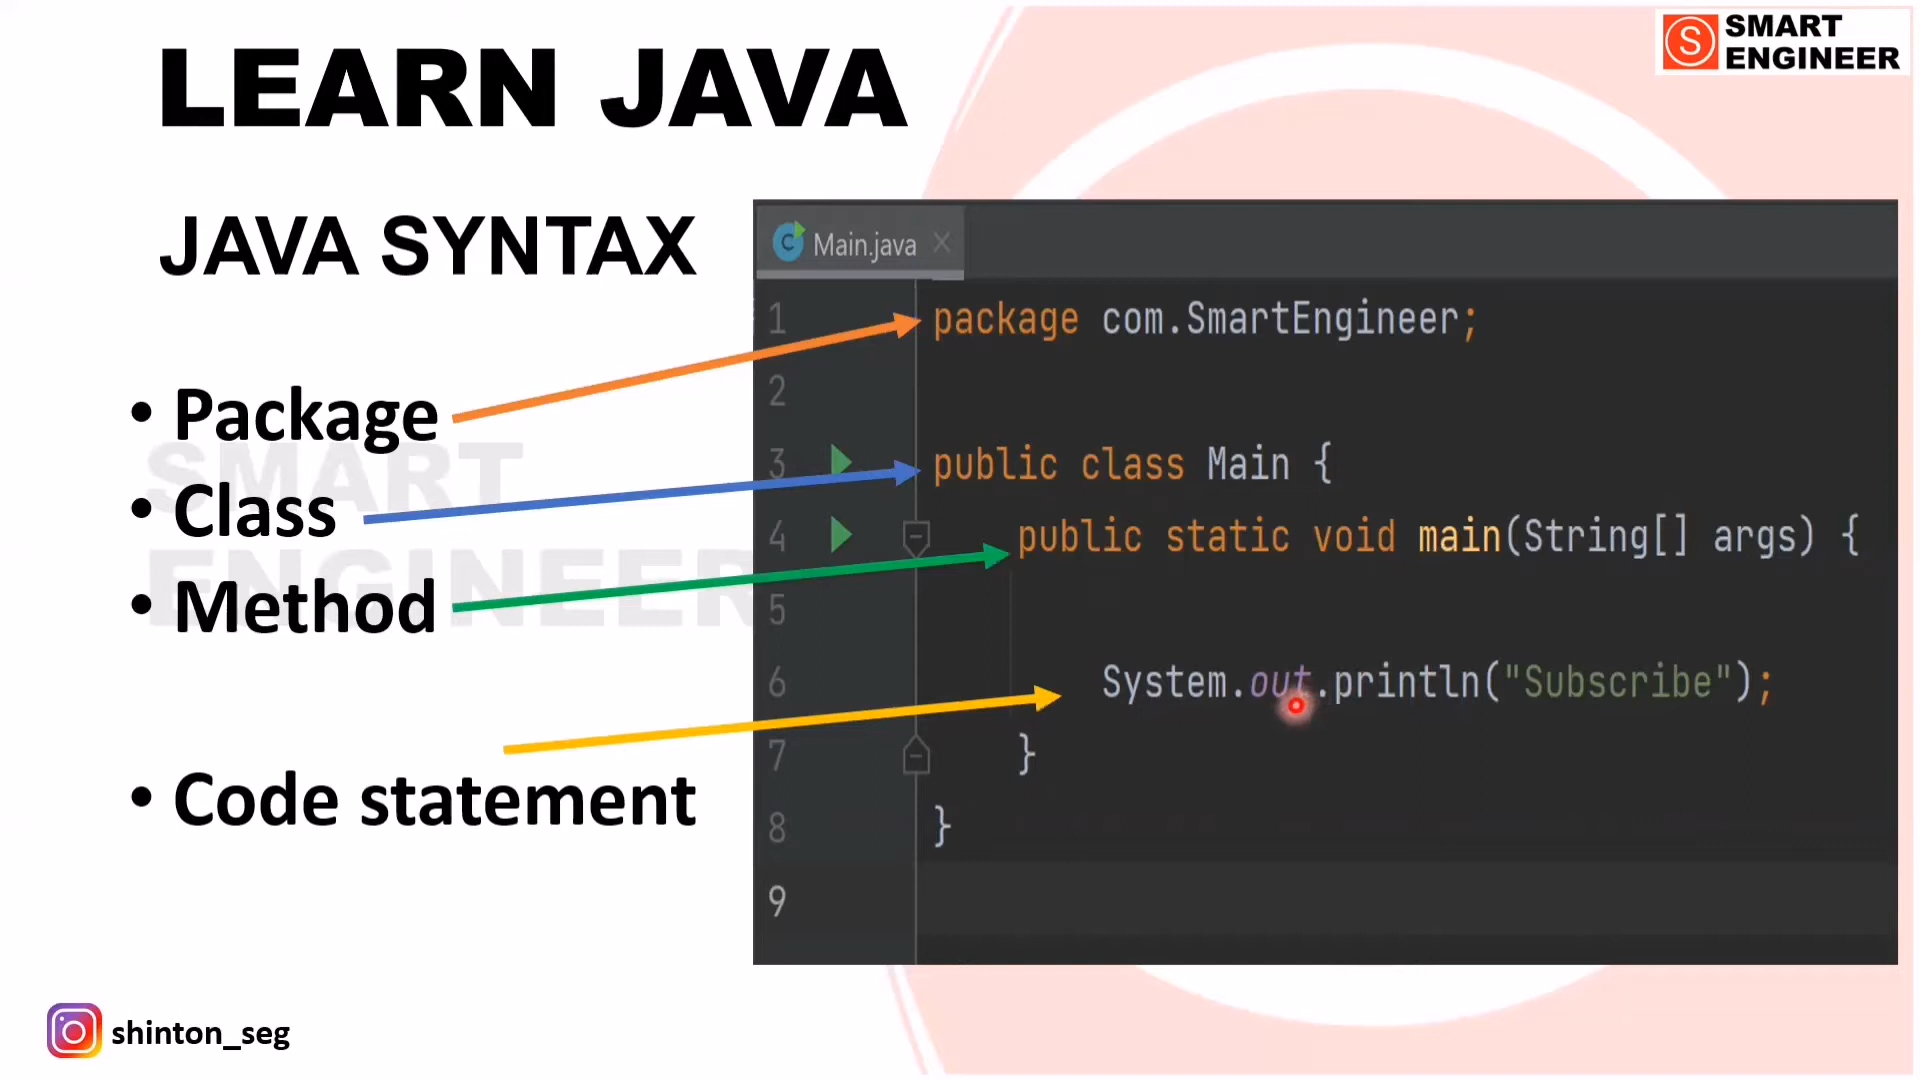 LEARN JAVA
SMART
ENGINEER
JAVA SYNTAX
• Package
• Class
• Method
• Code statement
SMART
ENGINEER
Main.java
1 package com.SmartEngineer;
2
3 public class Main {
4 public static void main(String[] args) {
5
6 System.out.println("Subscribe");
7 }
8 }
9
shinton_seg